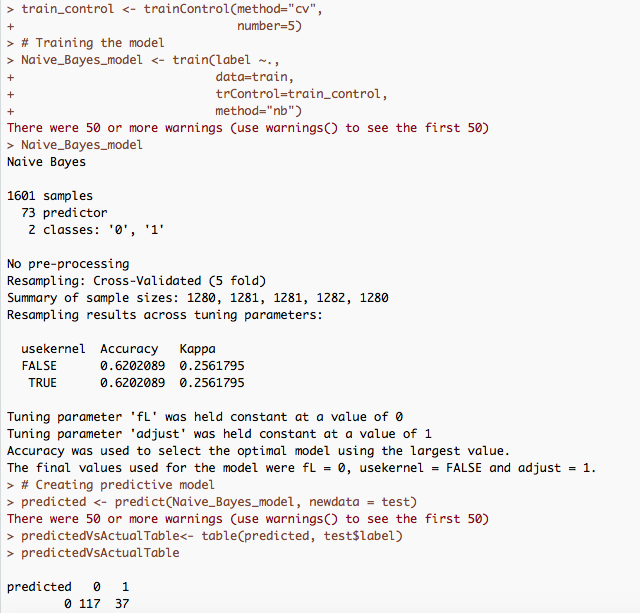 > train_control <- trainControl(method="cv",
+                               number=5)
> # Training the model
> Naive_Bayes_model <- train(label ~.,
+                            data=train,
+                            trControl=train_control,
+                            method="nb")
There were 50 or more warnings (use warnings() to see the first 50)
> Naive_Bayes_model
Naive Bayes

1601 samples
  73 predictor
   2 classes: '0', '1'

No pre-processing
Resampling: Cross-Validated (5 fold)
Summary of sample sizes: 1280, 1281, 1281, 1282, 1280
Resampling results across tuning parameters:

  usekernel  Accuracy   Kappa
  FALSE      0.6202089  0.2561795
   TRUE      0.6202089  0.2561795

Tuning parameter 'fL' was held constant at a value of 0
Tuning parameter 'adjust' was held constant at a value of 1
Accuracy was used to select the optimal model using the largest value.
The final values used for the model were fL = 0, usekernel = FALSE and adjust = 1.
> # Creating predictive model
> predicted <- predict(Naive_Bayes_model, newdata = test)
There were 50 or more warnings (use warnings() to see the first 50)
> predictedVsActualTable<- table(predicted, test$label)
> predictedVsActualTable

predicted   0   1
        0 117  37